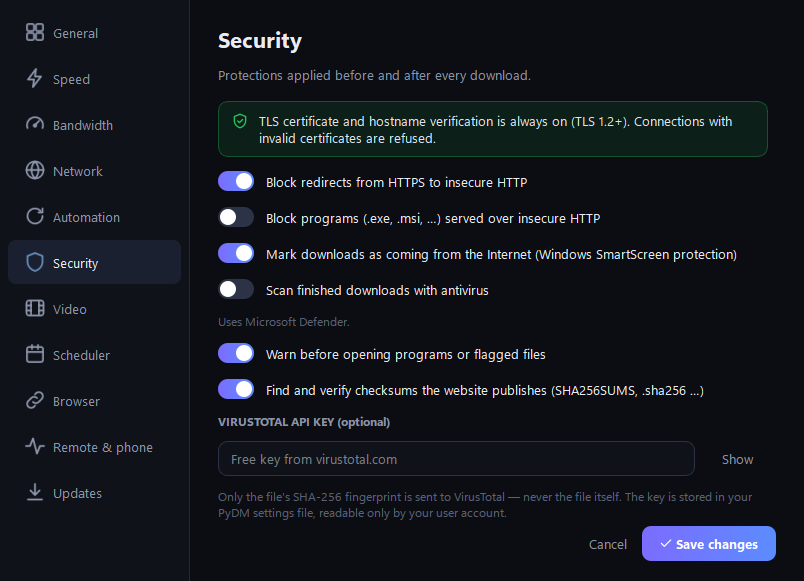 General
Speed
Bandwidth
Network
Automation
Security
Video
Scheduler
Browser
Remote & phone
Updates
Security
Protections applied before and after every download.
TLS certificate and hostname verification is always on (TLS 1.2+). Connections with
invalid certificates are refused.
Block redirects from HTTPS to insecure HTTP
Block programs (.exe, .msi, …) served over insecure HTTP
Mark downloads as coming from the Internet (Windows SmartScreen protection)
Scan finished downloads with antivirus
Uses Microsoft Defender.
Warn before opening programs or flagged files
Find and verify checksums the website publishes (SHA256SUMS, .sha256 …)
VIRUSTOTAL API KEY (optional)
Free key from virustotal.com
Show
Only the file's SHA-256 fingerprint is sent to VirusTotal — never the file itself. The key is stored in your
PyDM settings file, readable only by your user account.
Cancel
Save changes